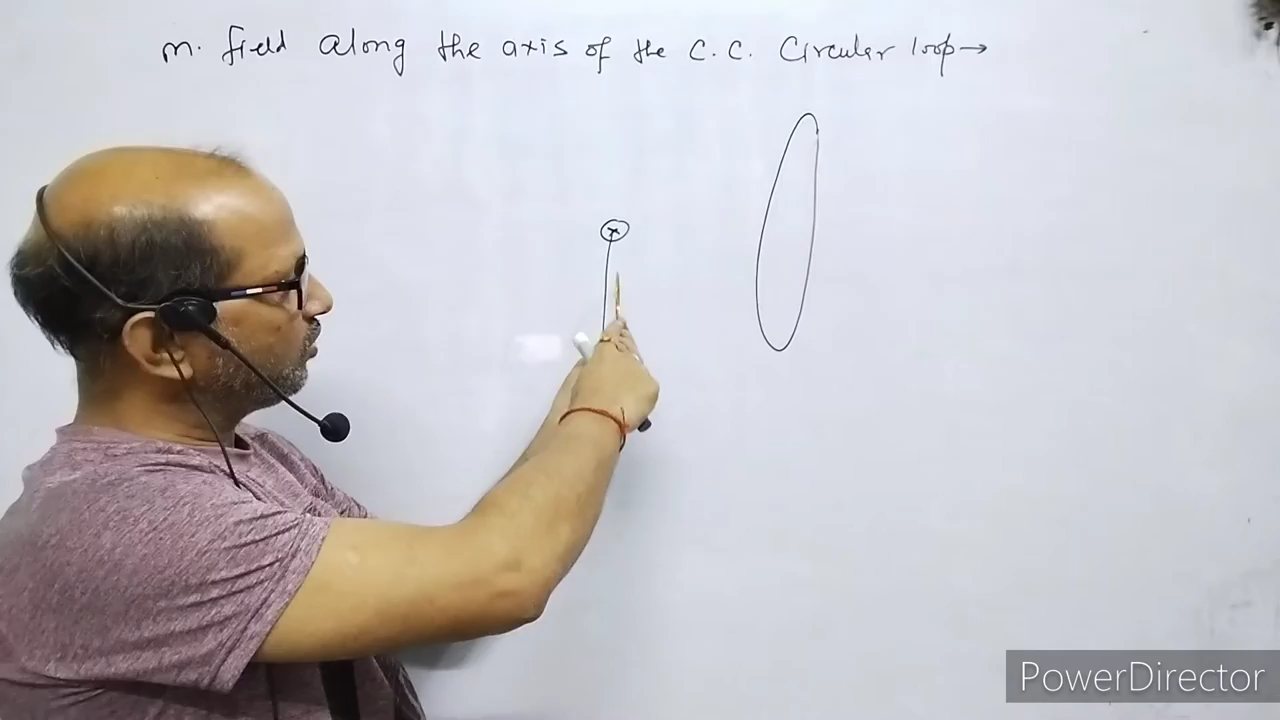 m. field along the axis of the C.C. Circular loop→
PowerDirector